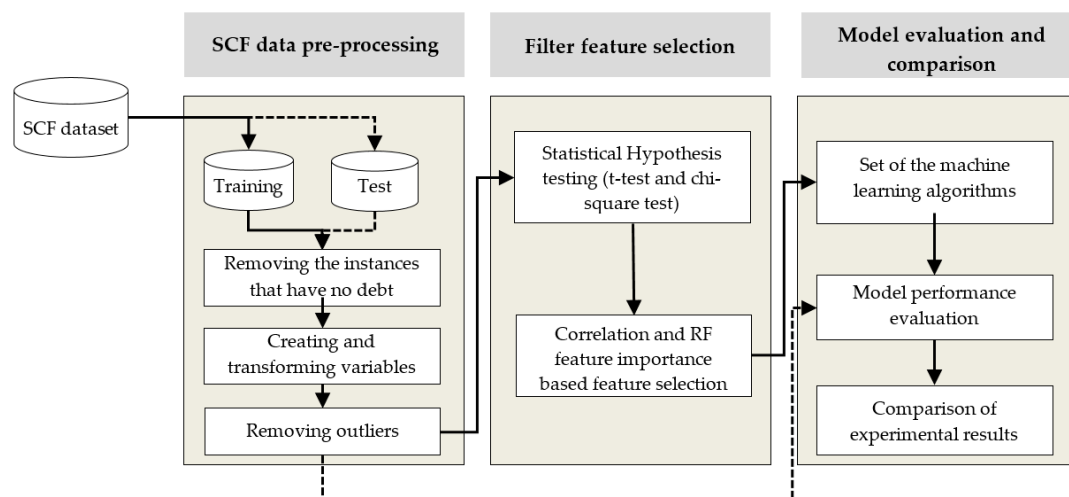 SCF data pre-processing
Filter feature selection
Model evaluation and
comparison
SCF dataset
Training
Test
Removing the instances
that have no debt
Creating and
transforming variables
Removing outliers
Statistical Hypothesis
testing (t-test and chi-
square test)
Correlation and RF
feature importance
based feature selection
Set of the machine
learning algorithms
Model performance
evaluation
Comparison of
experimental results